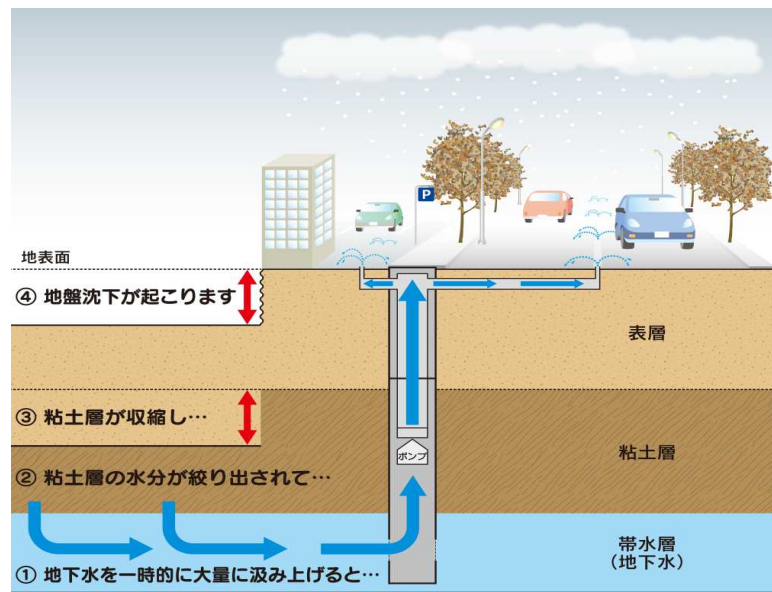 P
地表面
④ 地盤沈下が起こります
表層
③ 粘土層が収縮し…
粘土層
ポンプ
② 粘土層の水分が絞り出されて…
帯水層
(地下水)
① 地下水を一時的に大量に汲み上げると…